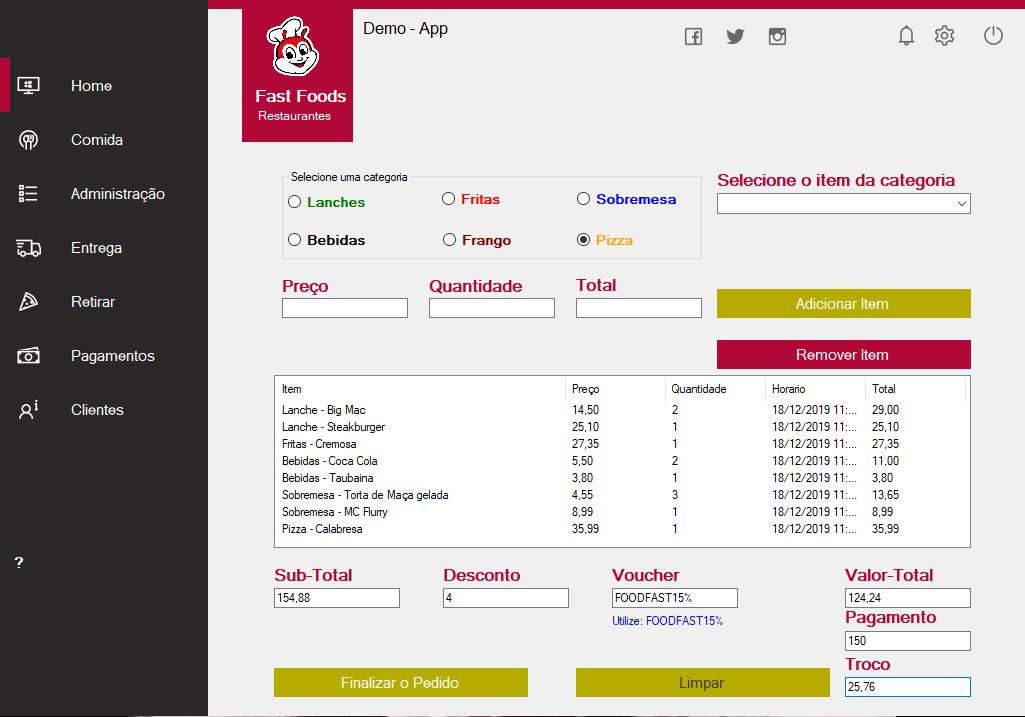 Demo - App
Fast Foods
Restaurantes
Home
Comida
Administração
Entrega
Retirar
Pagamentos
Clientes
?
Selecione uma categoria
Lanches
Fritas
Sobremesa
Bebidas
Frango
Pizza
Selecione o item da categoria
Preço
Quantidade
Total
Adicionar Item
Remover Item
Item Preço Quantidade Horario Total
Lanche - Big Mac 14,50 2 18/12/2019 11:... 29,00
Lanche - Steakburger 25,10 1 18/12/2019 11:... 25,10
Fritas - Cremosa 27,35 1 18/12/2019 11:... 27,35
Bebidas - Coca Cola 5,50 2 18/12/2019 11:... 11,00
Bebidas - Taubaina 3,80 1 18/12/2019 11:... 3,80
Sobremesa - Torta de Maça gelada 4,55 3 18/12/2019 11:... 13,65
Sobremesa - MC Flurry 8,99 1 18/12/2019 11:... 8,99
Pizza - Calabresa 35,99 1 18/12/2019 11:... 35,99
Sub-Total
154,88
Desconto
4
Voucher
FOODFAST15%
Utilize: FOODFAST15%
Valor-Total
124,24
Pagamento
150
Troco
25,76
Finalizar o Pedido
Limpar